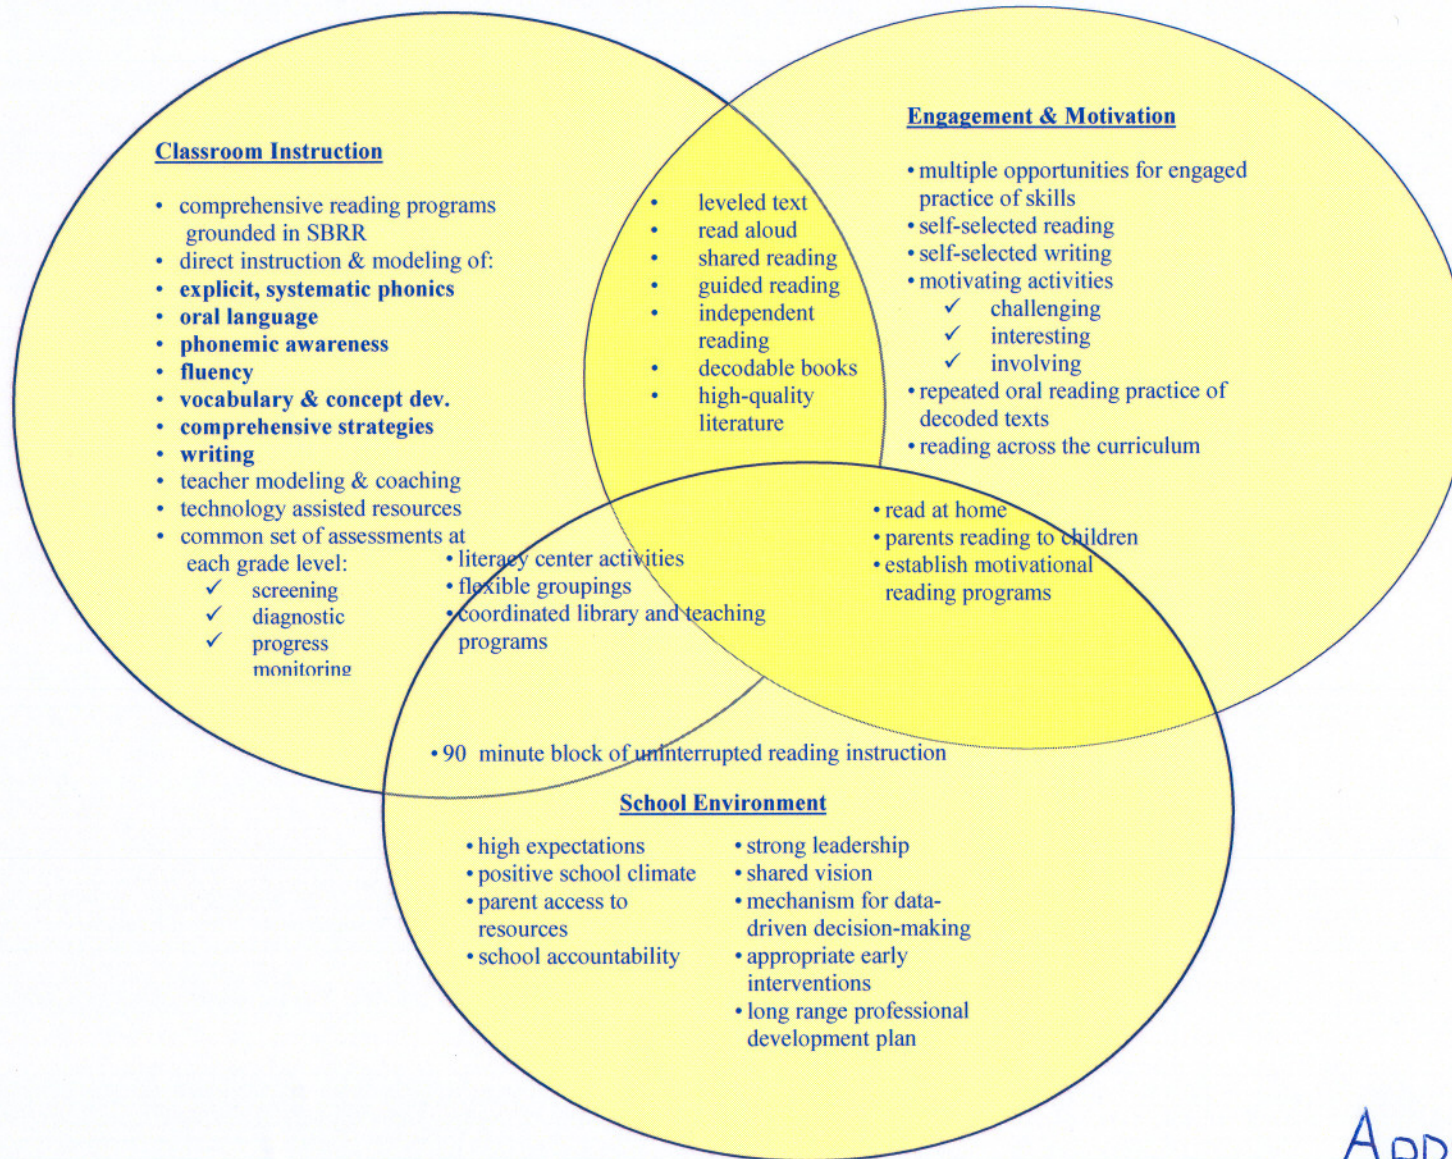 Classroom Instruction
• comprehensive reading programs
grounded in SBRR
• direct instruction & modeling of:
• explicit, systematic phonics
• oral language
• phonemic awareness
• fluency
• vocabulary & concept dev.
• comprehensive strategies
• writing
• teacher modeling & coaching
• technology assisted resources
• common set of assessments at
each grade level:
✓ screening
✓ diagnostic
✓ progress
monitoring
• leveled text
• read aloud
• shared reading
• guided reading
• independent
reading
• decodable books
• high-quality
literature
Engagement & Motivation
• multiple opportunities for engaged
practice of skills
• self-selected reading
• self-selected writing
• motivating activities
✓ challenging
✓ interesting
✓ involving
• repeated oral reading practice of
decoded texts
• reading across the curriculum
• literacy center activities
• flexible groupings
• coordinated library and teaching
programs
• read at home
• parents reading to children
• establish motivational
reading programs
• 90 minute block of uninterrupted reading instruction
School Environment
• high expectations
• positive school climate
• parent access to
resources
• school accountability
• strong leadership
• shared vision
• mechanism for data-
driven decision-making
• appropriate early
interventions
• long range professional
development plan